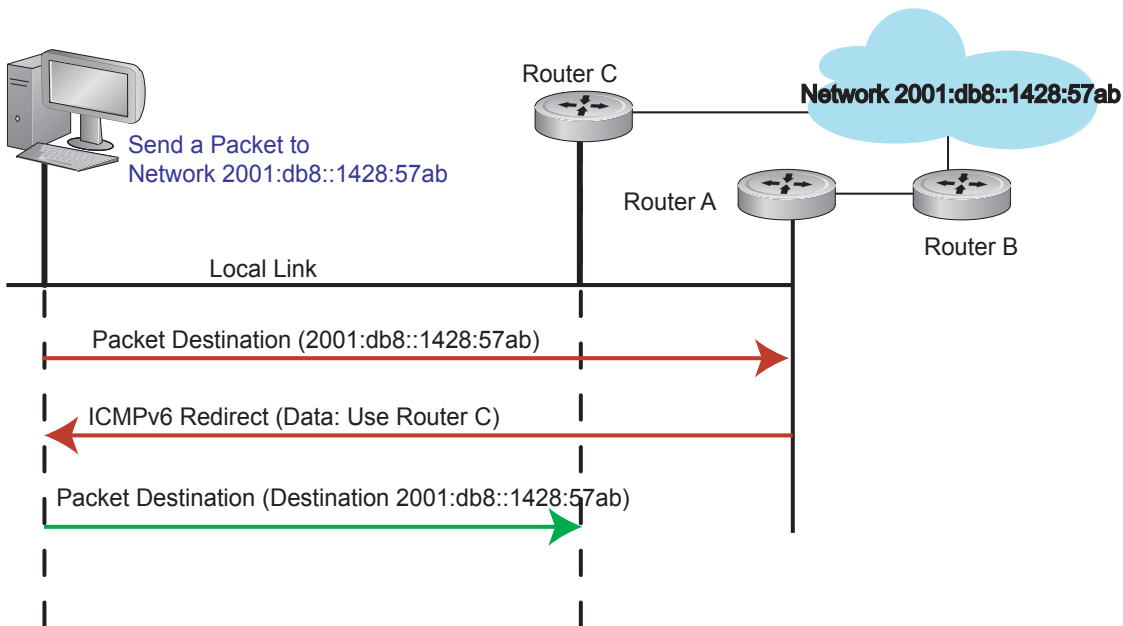 Router C
Network 2001:db8::1428:57ab
Send a Packet to
Network 2001:db8::1428:57ab
Router A
Router B
Local Link
Packet Destination (2001:db8::1428:57ab)
ICMPv6 Redirect (Data: Use Router C)
Packet Destination (Destination 2001:db8::1428:57ab)